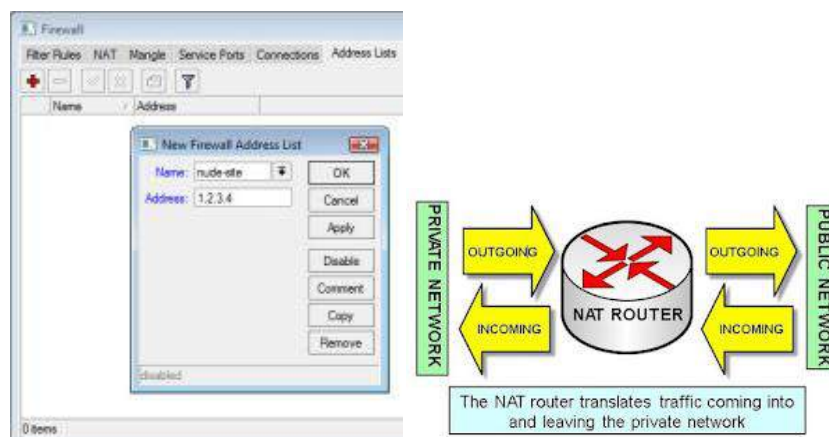 Firewall
Filter Rules NAT Mangle Service Ports Connections Address Lists
Name Address
New Firewall Address List
Name: nude-site
Address: 1.2.3.4
OK
Cancel
Apply
Disable
Comment
Copy
Remove
disabled
0 items
PRIVATE NETWORK
OUTGOING
INCOMING
NAT ROUTER
OUTGOING
INCOMING
PUBLIC NETWORK
The NAT router translates traffic coming into
and leaving the private network